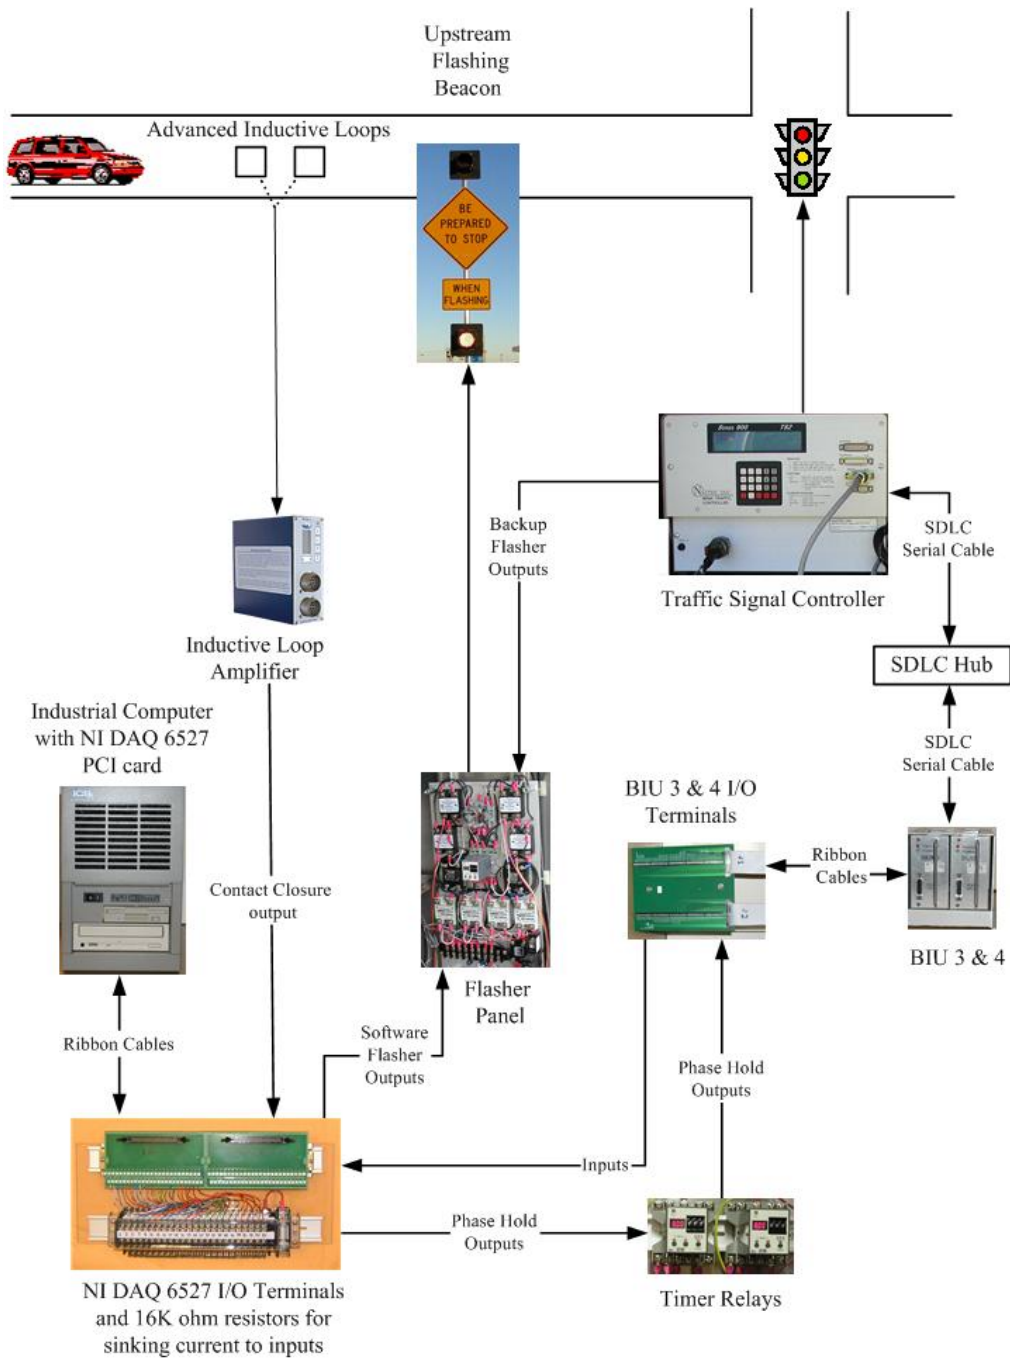 Upstream
Flashing
Beacon
Advanced Inductive Loops
BE
PREPARED
TO STOP
WHEN
FLASHING
Backup
Flasher
Outputs
SDLC
Serial Cable
Traffic Signal Controller
SDLC Hub
Inductive Loop
Amplifier
Industrial Computer
with NI DAQ 6527
PCI card
SDLC
Serial Cable
BIU 3 & 4 I/O
Terminals
Ribbon
Cables
Contact Closure
output
BIU 3 & 4
Flasher
Panel
Ribbon Cables
Software
Flasher
Outputs
Phase Hold
Outputs
Inputs
Phase Hold
Outputs
Timer Relays
NI DAQ 6527 I/O Terminals
and 16K ohm resistors for
sinking current to inputs